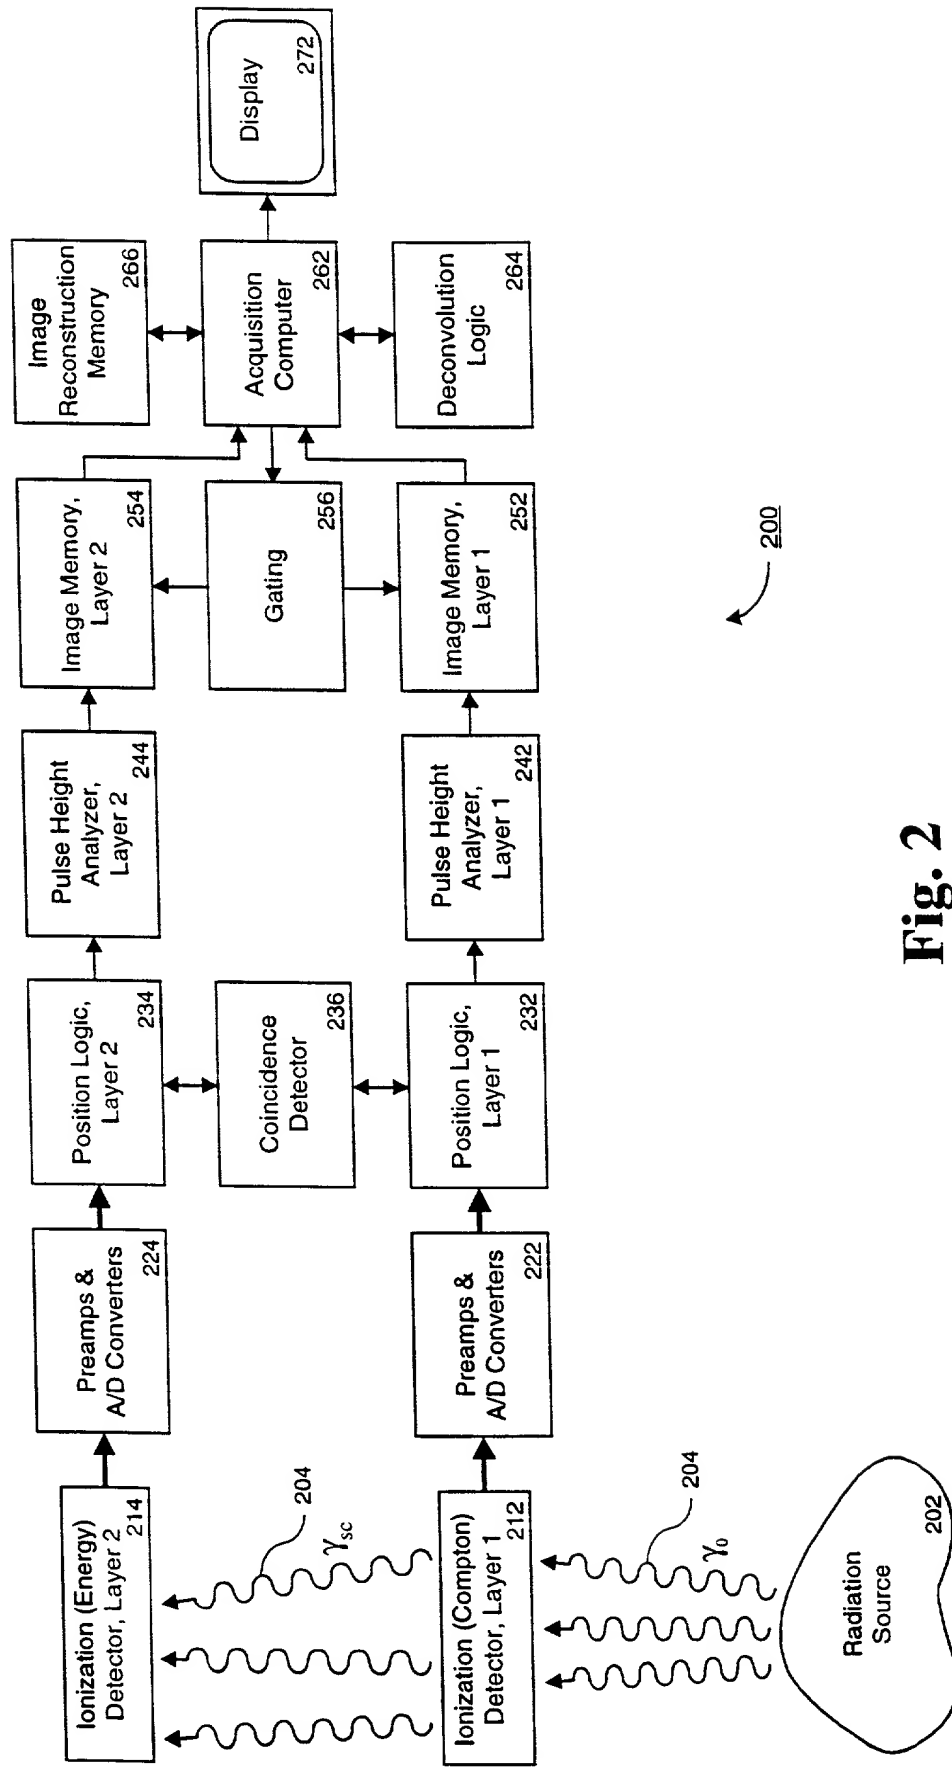 Ionization (Energy)
Detector, Layer 2
214
Preamps &
A/D Converters
224
Position Logic,
Layer 2
234
Pulse Height
Analyzer,
Layer 2
244
Image Memory,
Layer 2
254
Image
Reconstruction
Memory
266
204
γsc
Coincidence
Detector
236
Gating
256
Acquisition
Computer
262
Display
272
Ionization (Compton)
Detector, Layer 1
212
Preamps &
A/D Converters
222
Position Logic,
Layer 1
232
Pulse Height
Analyzer,
Layer 1
242
Image Memory,
Layer 1
252
Deconvolution
Logic
264
204
γ0
Radiation
Source
202
200
Fig. 2